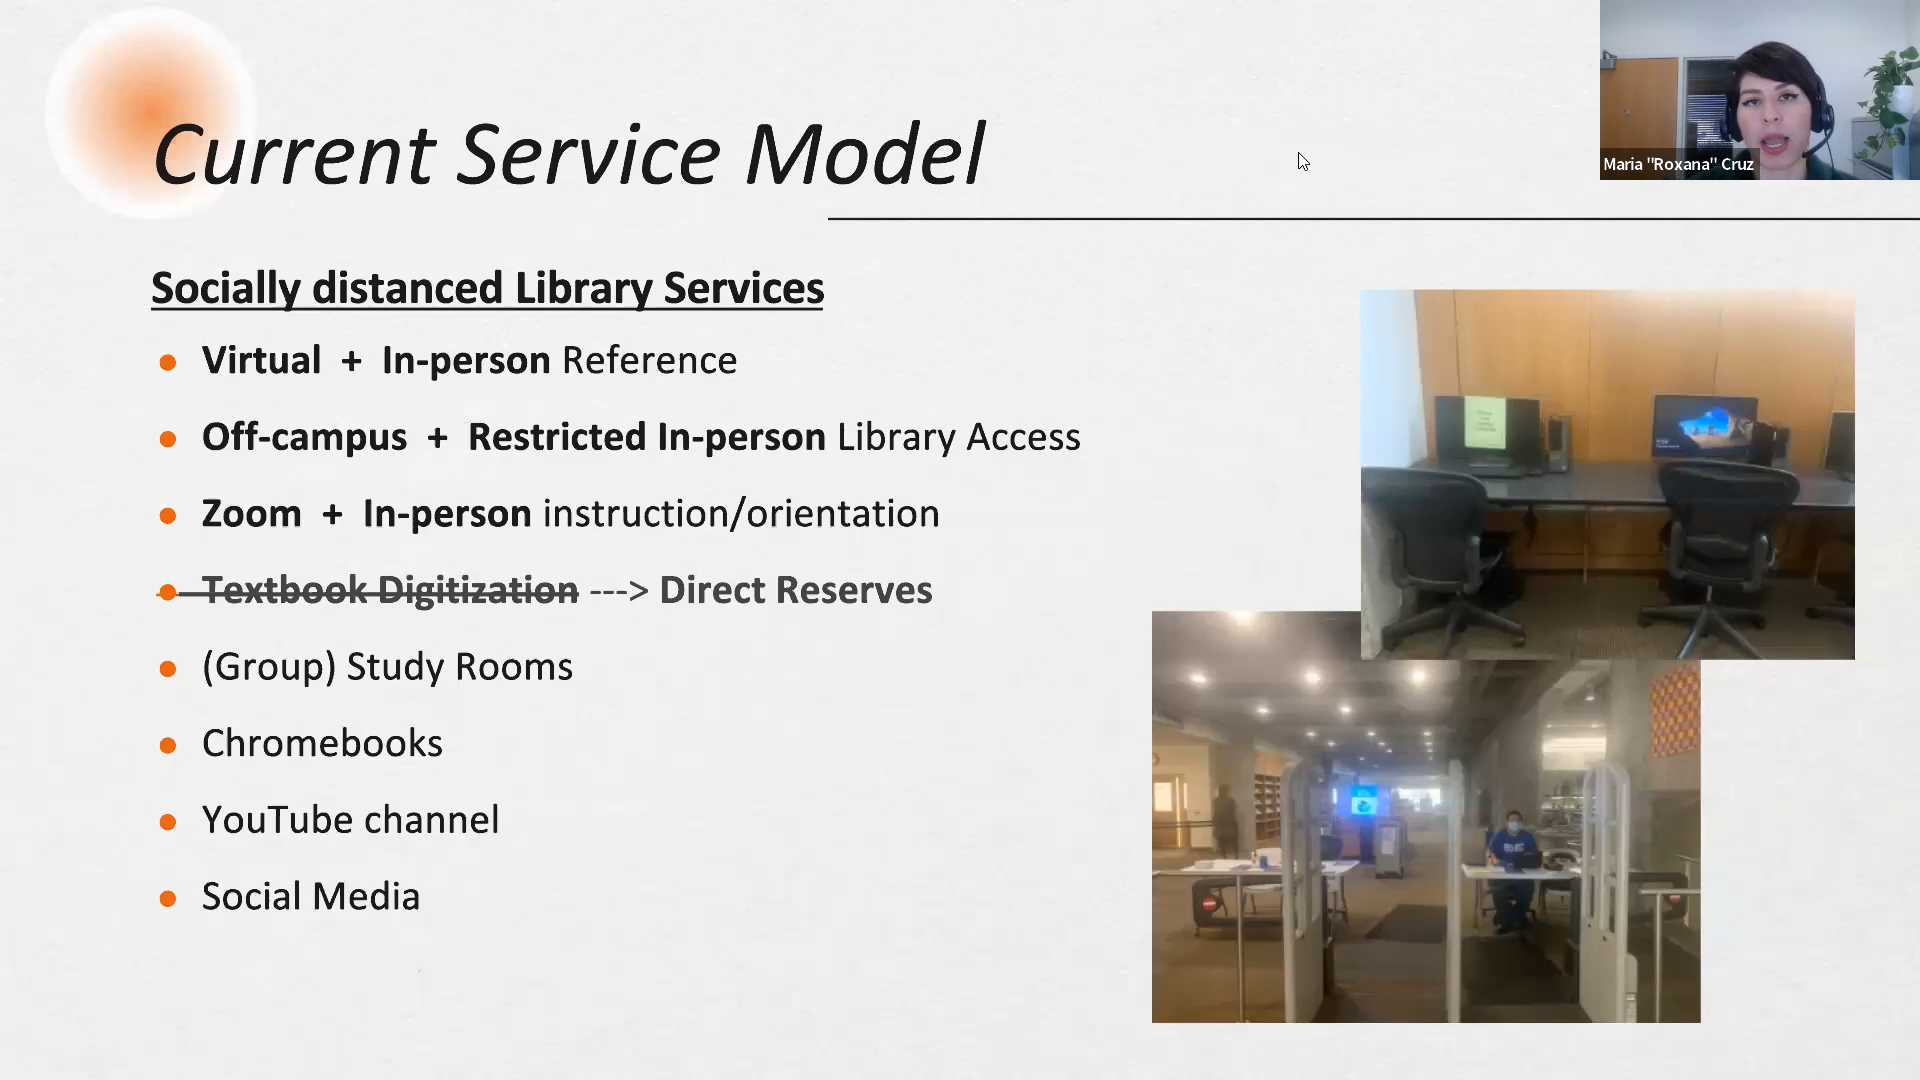 Current Service Model
Maria "Roxana" Cruz
Socially distanced Library Services
Virtual + In-person Reference
Off-campus + Restricted In-person Library Access
Zoom + In-person instruction/orientation
Textbook Digitization ---> Direct Reserves
(Group) Study Rooms
Chromebooks
YouTube channel
Social Media